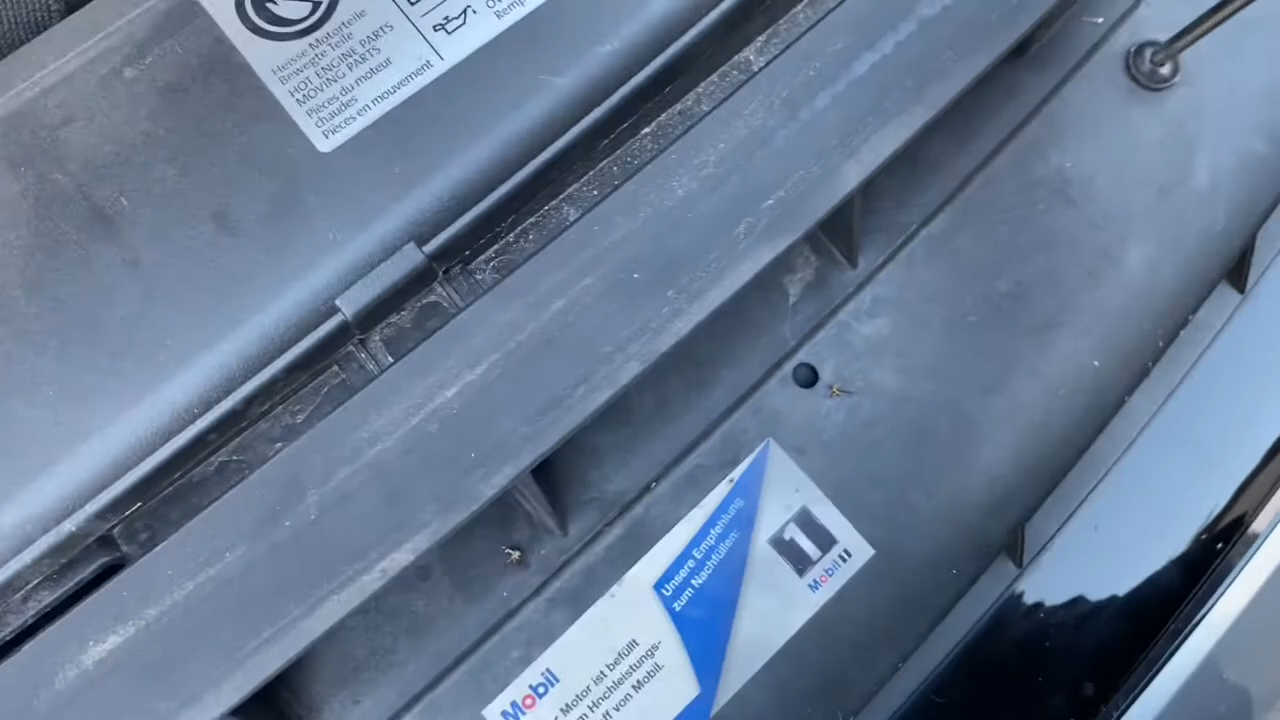 Heisse Motorteile
Bewegte Teile
HOT ENGINE PARTS
MOVING PARTS
Pièces du moteur
chaudes
Pièces en mouvement
Unsere Empfehlung
zum Nachfüllen:
1
Mobil 1
Mobil
Motor ist befüllt
Hochleistungs-
von Mobil.